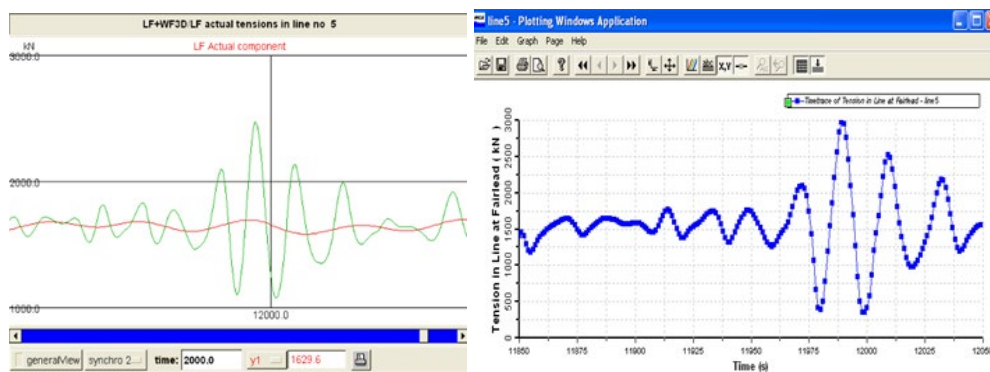 LF+WF3D/LF actual tensions in line no 5
kN
LF Actual component
3000.0
2000.0
1000.0
12000.0
generalView
synchro 2
time:
2000.0
y1
1629.6
line5 - Plotting Windows Application
File Edit Graph Page Help
X,Y
Timetrace of Tension in Line at Fairlead - line5
Tension in Line at Fairlead ( kN )
3000
2500
2000
1500
1000
500
0
11850 11875 11900 11925 11950 11975 12000 12025 12050
Time (s)